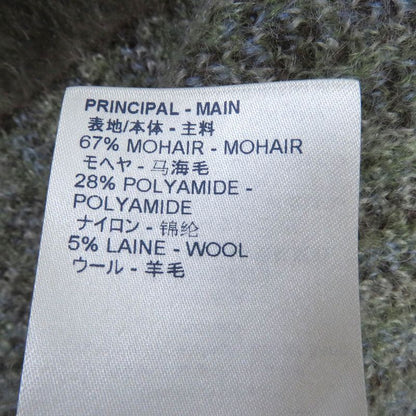 PRINCIPAL - MAIN
表地/本体 - 主料
67% MOHAIR - MOHAIR
モヘヤ - 马海毛
28% POLYAMIDE -
POLYAMIDE
ナイロン - 锦纶
5% LAINE - WOOL
ウール - 羊毛